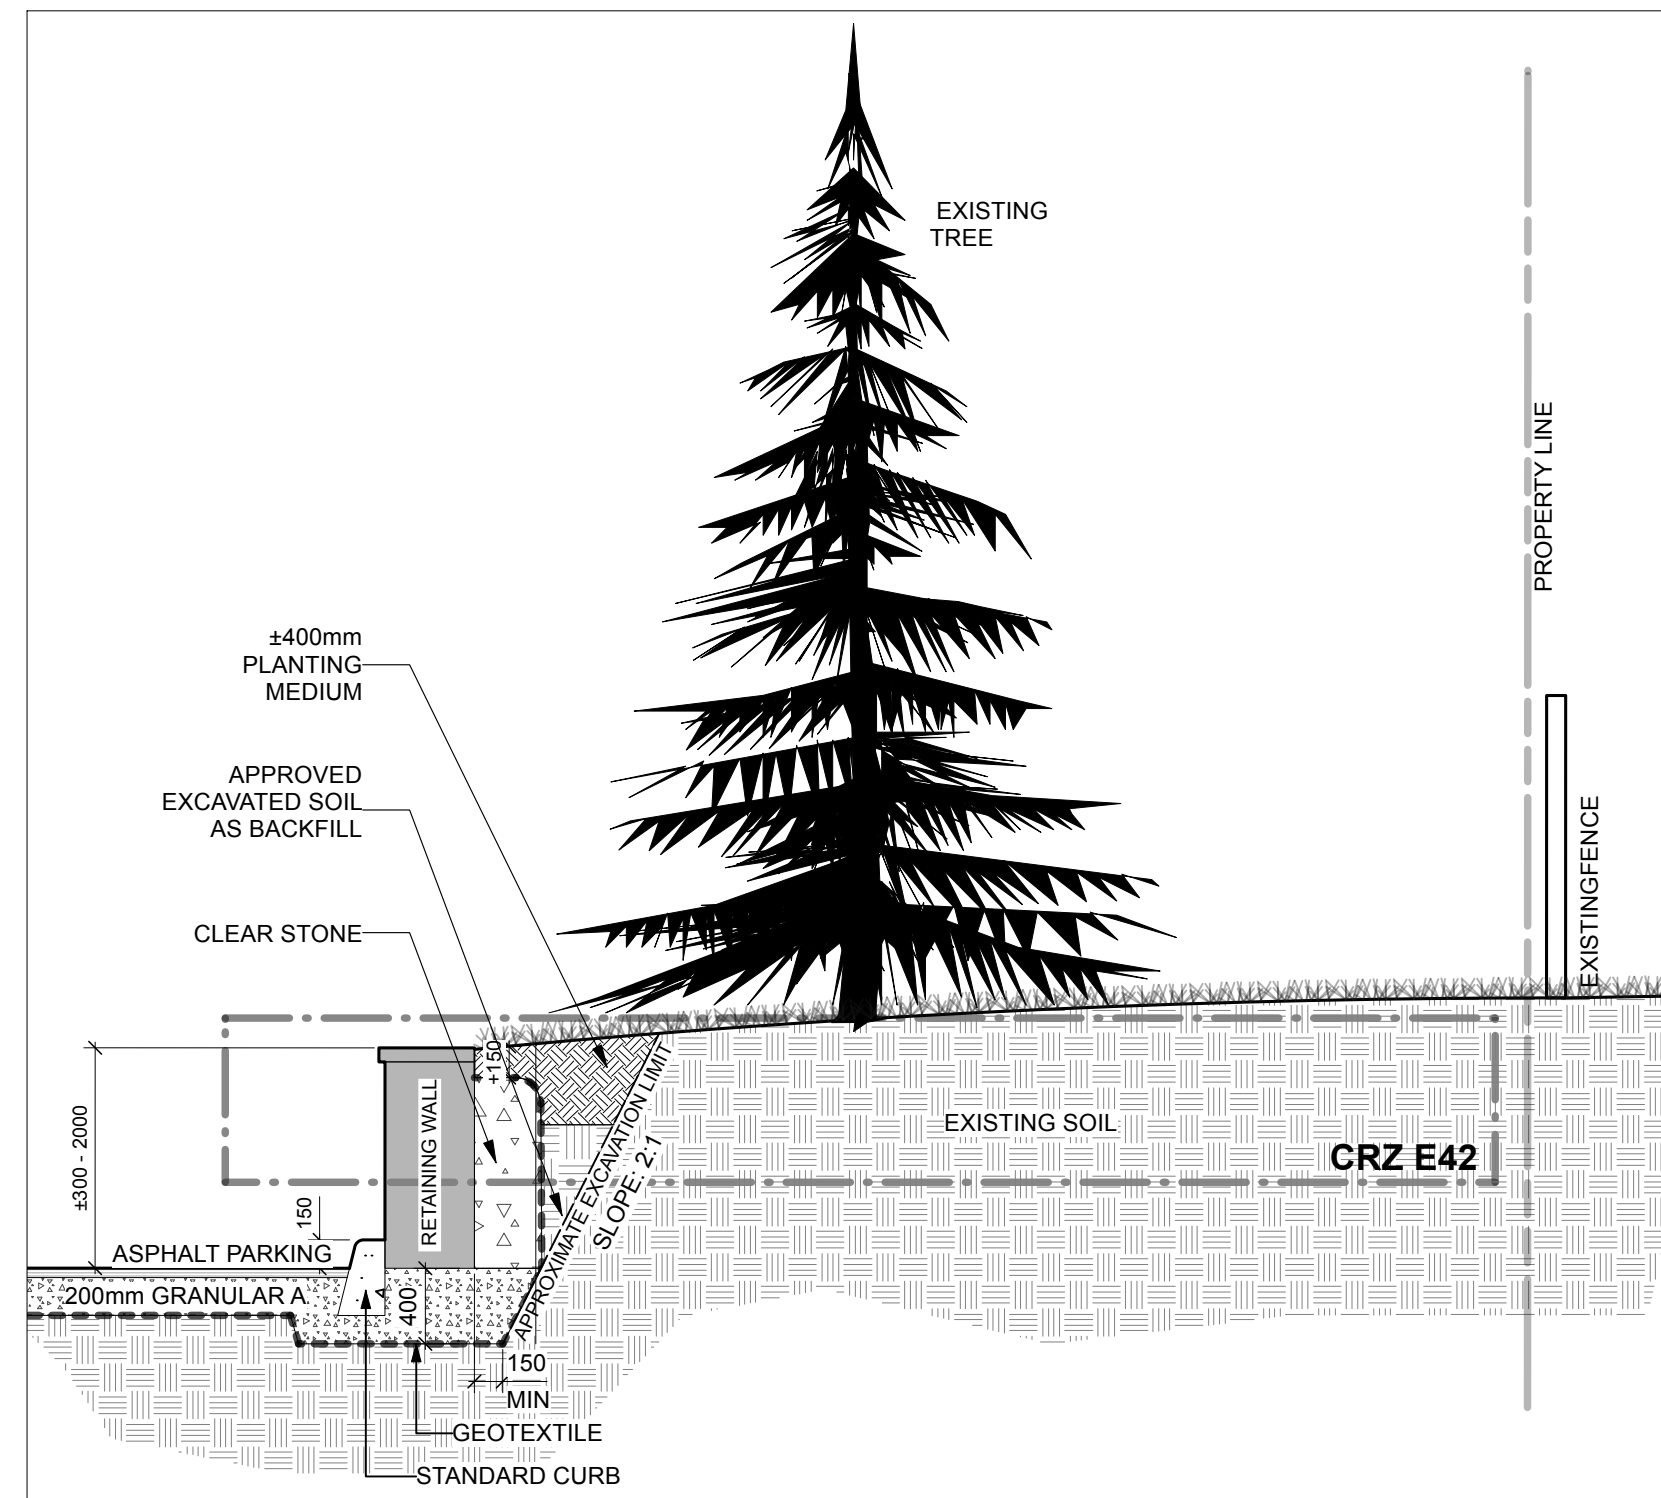 EXISTING
TREE
PROPERTY LINE
±400mm
PLANTING
MEDIUM
APPROVED
EXCAVATED SOIL
AS BACKFILL
EXISTINGFENCE
CLEAR STONE
+150
EXISTING SOIL
CRZ E42
±300 - 2000
RETAINING WALL
APPROXIMATE EXCAVATION LIMIT
SLOPE: 2:1
150
ASPHALT PARKING
200mm GRANULAR A
400
150
MIN
GEOTEXTILE
STANDARD CURB